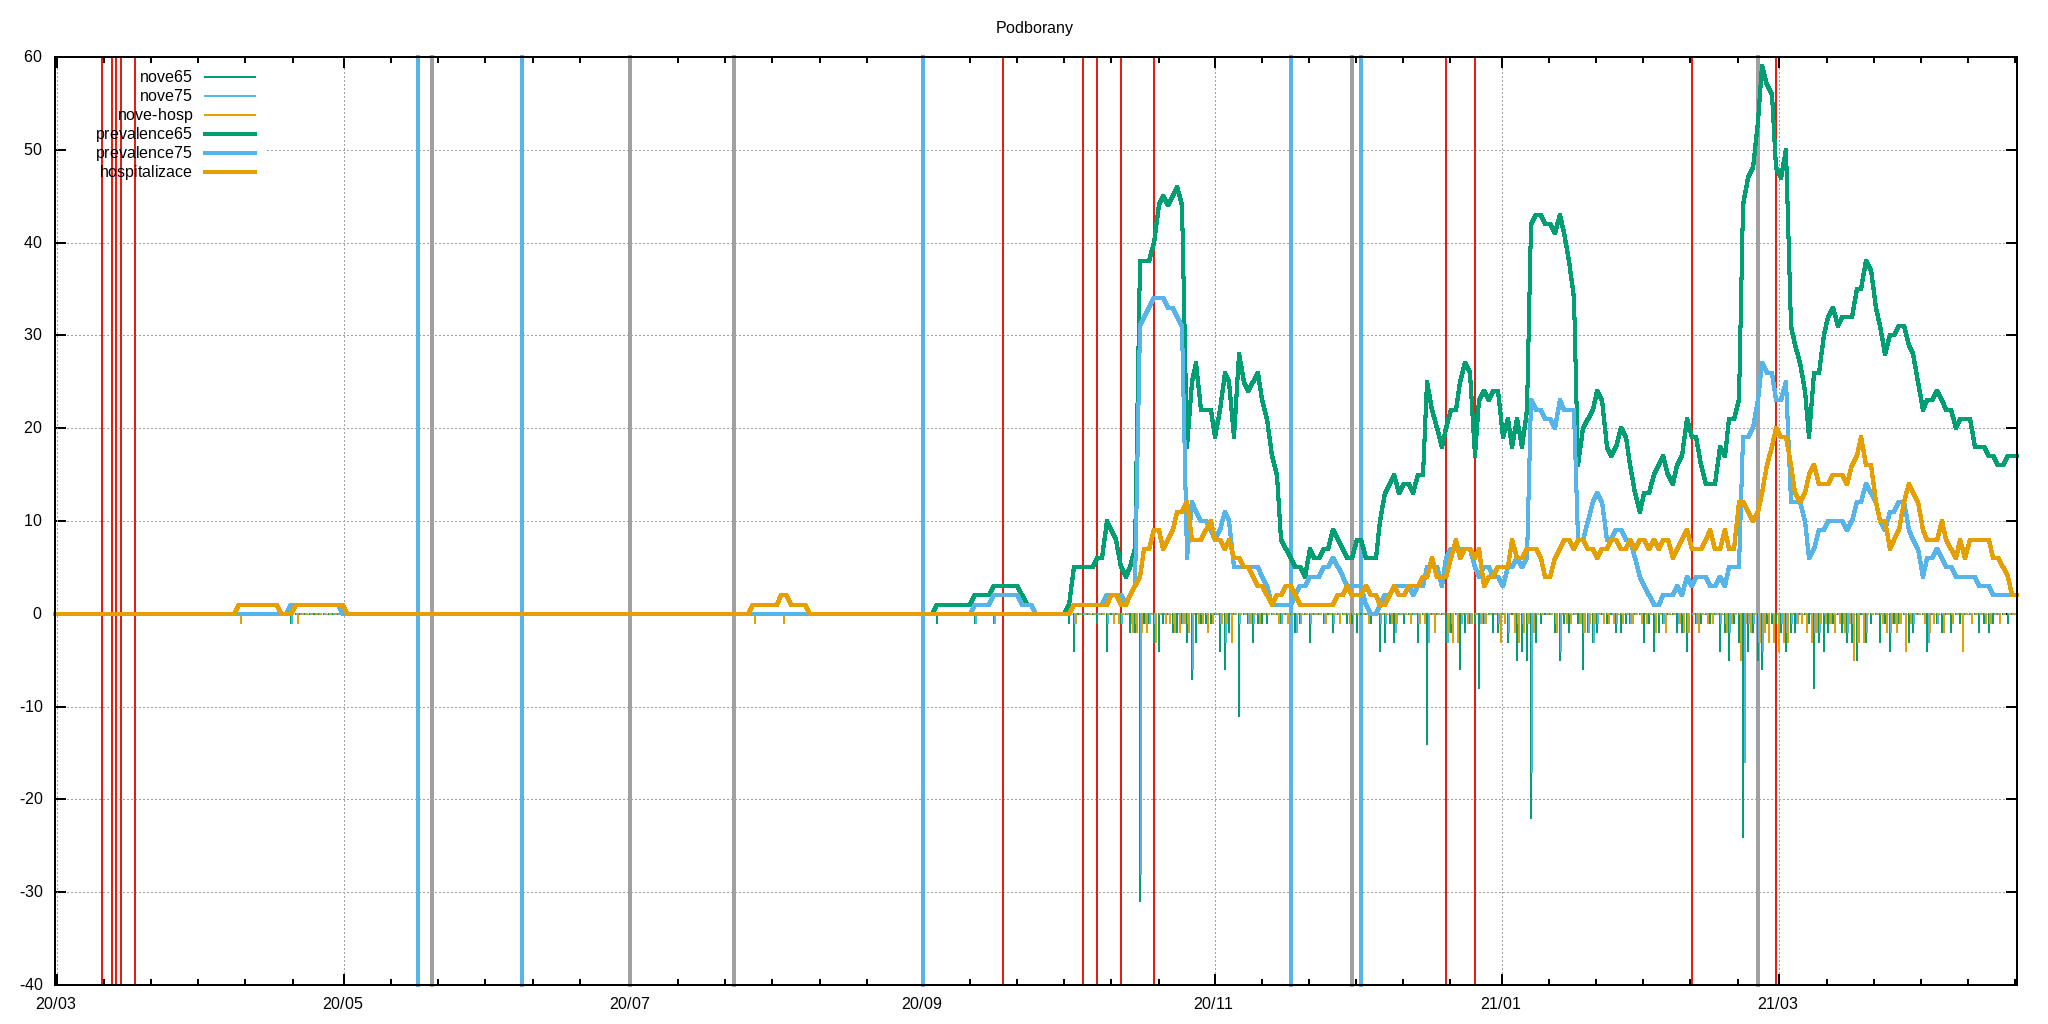 Podborany
60
nove65
nove75
nove-hosp
prevalence65
50
prevalence75
hospitalizace
40
30
20
10
0
-10
-20
-30
-40
20/03 20/05 20/07 20/09 20/11 21/01 21/03